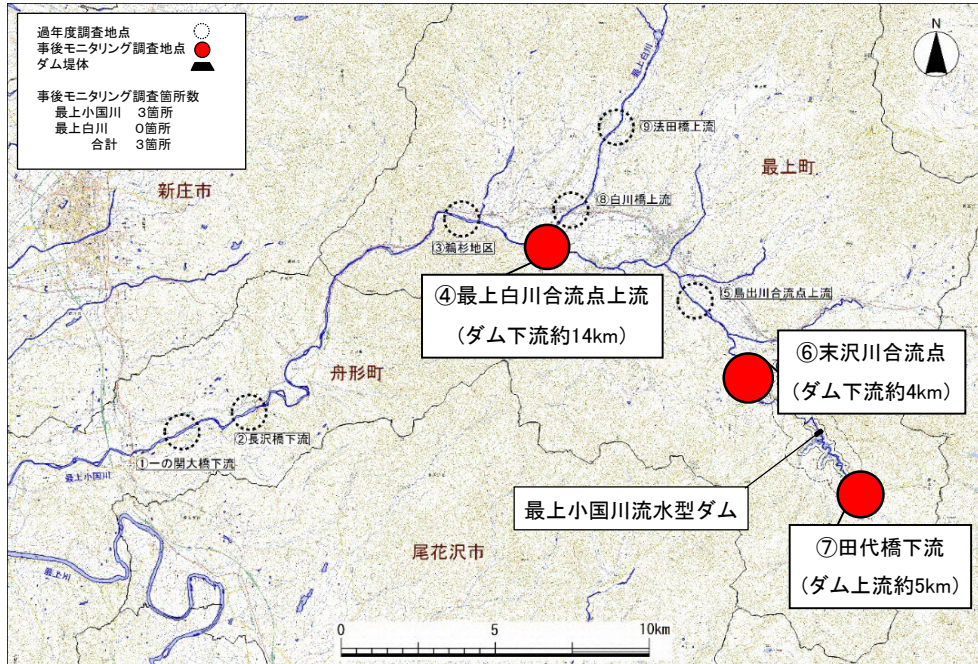 過年度調査地点
事後モニタリング調査地点
ダム堤体
事後モニタリング調査箇所数
最上小国川 3箇所
最上白川 0箇所
合計 3箇所
N
最上白川
⑨法田橋上流
最上町
新庄市
⑧白川橋上流
③鵜杉地区
④最上白川合流点上流
(ダム下流約14km)
⑤烏出川合流点上流
⑥末沢川合流点
(ダム下流約4km)
舟形町
②長沢橋下流
①一の関大橋下流
最上小国川
最上小国川流水型ダム
⑦田代橋下流
(ダム上流約5km)
尾花沢市
最上川
0 5 10km